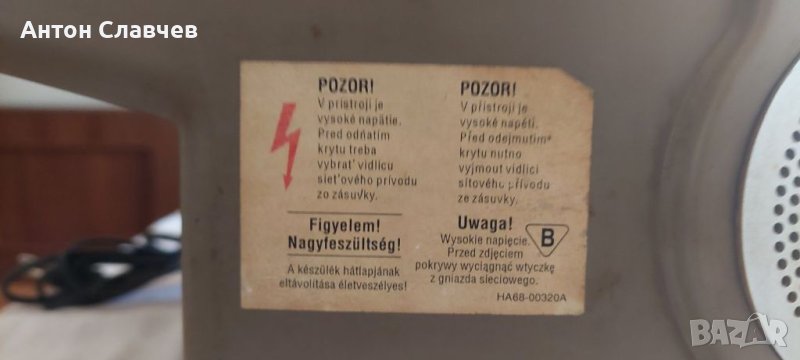 Антон Славчев
POZOR!
V prístroji je
vysoké napätie.
Pred odňatím
krytu treba
vybrať vidlicu
sieťového prívodu
zo zásuvky.
POZOR!
V přístroji je
vysoké napětí.
Před odejmutím
krytu nutno
vyjmout vidlici
síťového přívodu
ze zásuvky.
Figyelem!
Nagyfeszültség!
A készülék hátlapjának
eltávolítása életveszélyes!
Uwaga!
Wysokie napięcie.
Przed zdjęciem
pokrywy wyciągnąć wtyczkę
z gniazda sieciowego.
B
HA68-00320A
BAZAR